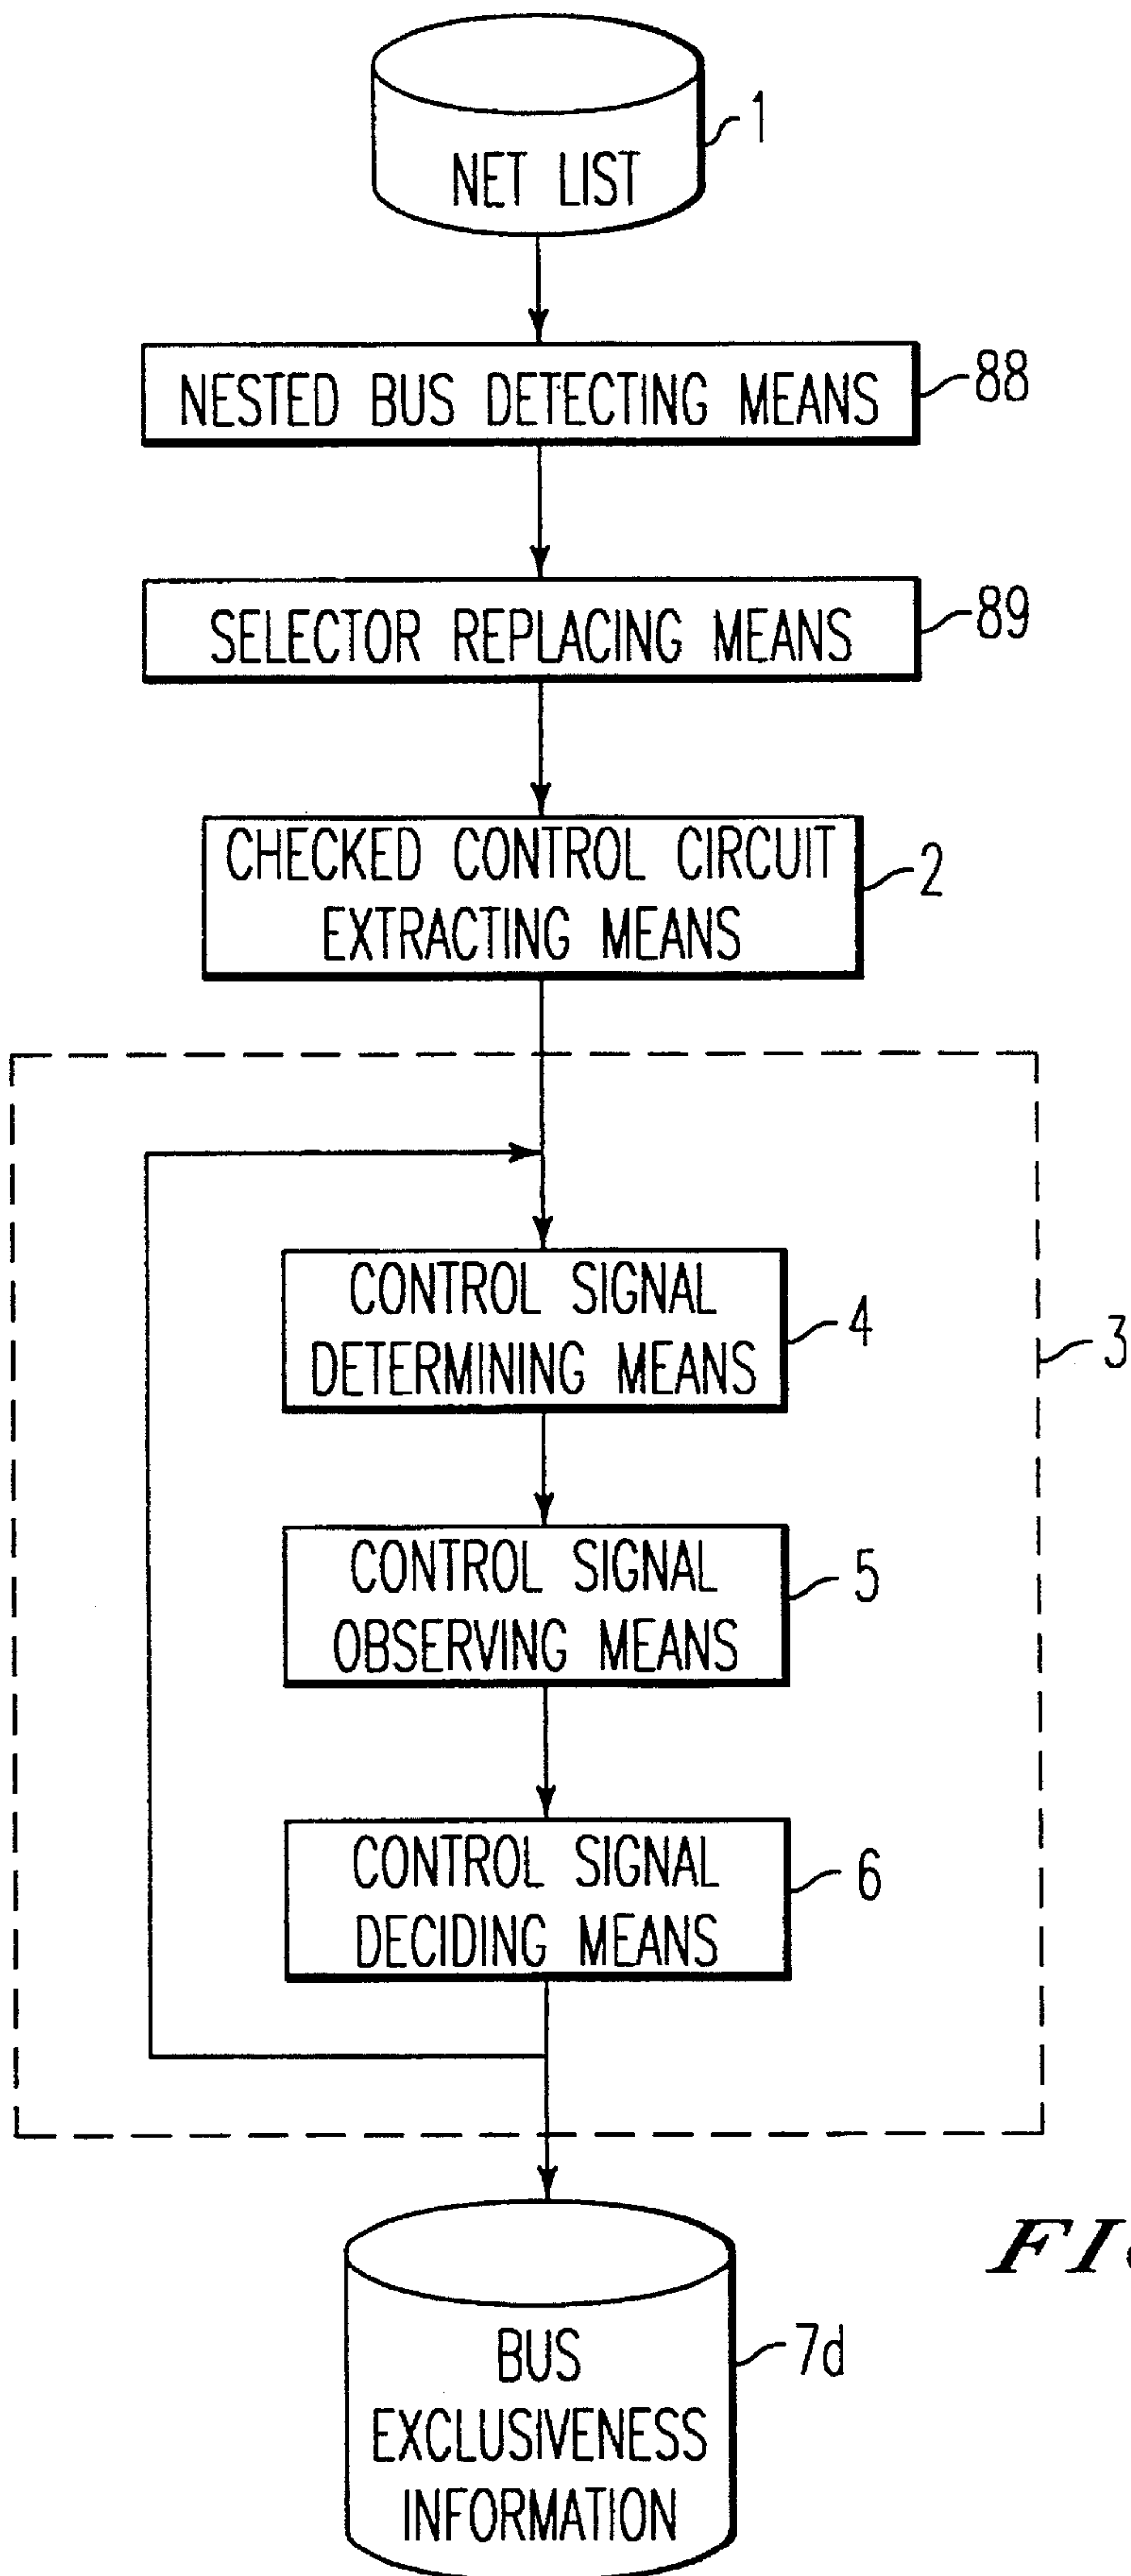 NET LIST
1
NESTED BUS DETECTING MEANS
88
SELECTOR REPLACING MEANS
89
CHECKED CONTROL CIRCUIT
EXTRACTING MEANS
2
CONTROL SIGNAL
DETERMINING MEANS
4
3
CONTROL SIGNAL
OBSERVING MEANS
5
CONTROL SIGNAL
DECIDING MEANS
6
BUS
EXCLUSIVENESS
INFORMATION
7d